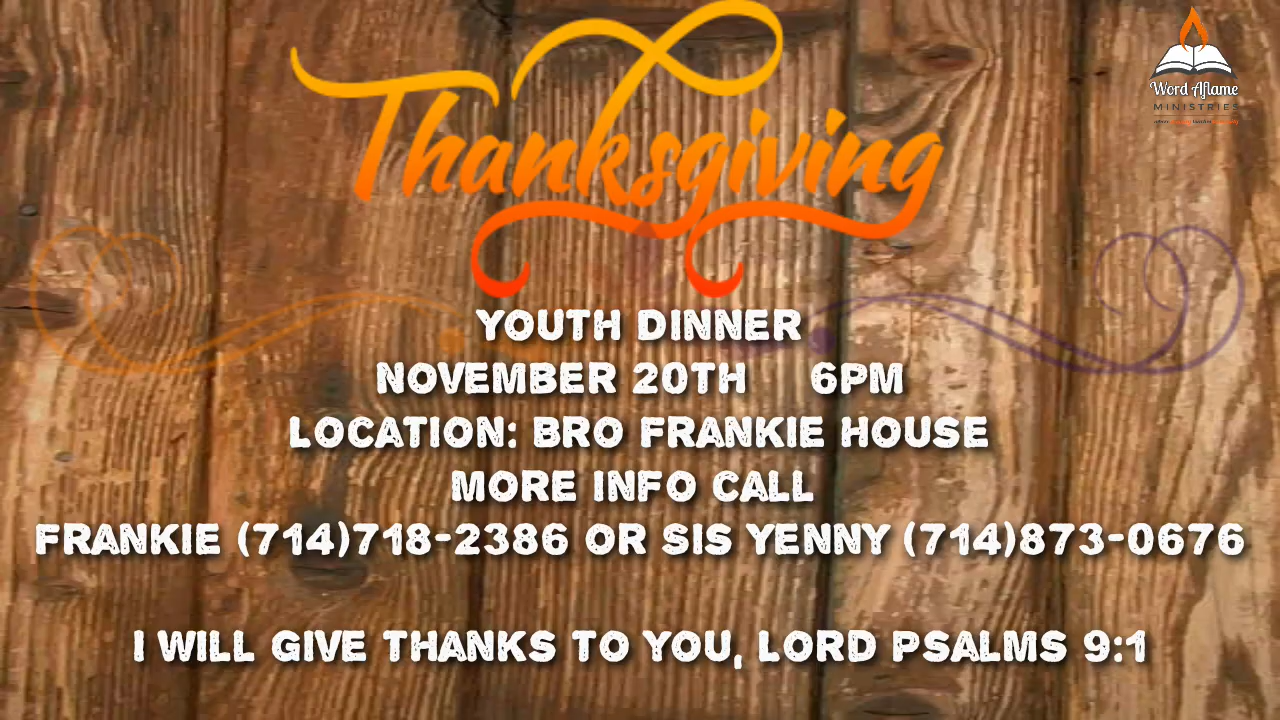 Word Aflame
MINISTRIES
Thanksgiving
YOUTH DINNER
NOVEMBER 20TH 6PM
LOCATION: BRO FRANKIE HOUSE
MORE INFO CALL
FRANKIE (714)718-2386 OR SIS YENNY (714)873-0676
I WILL GIVE THANKS TO YOU, LORD PSALMS 9:1